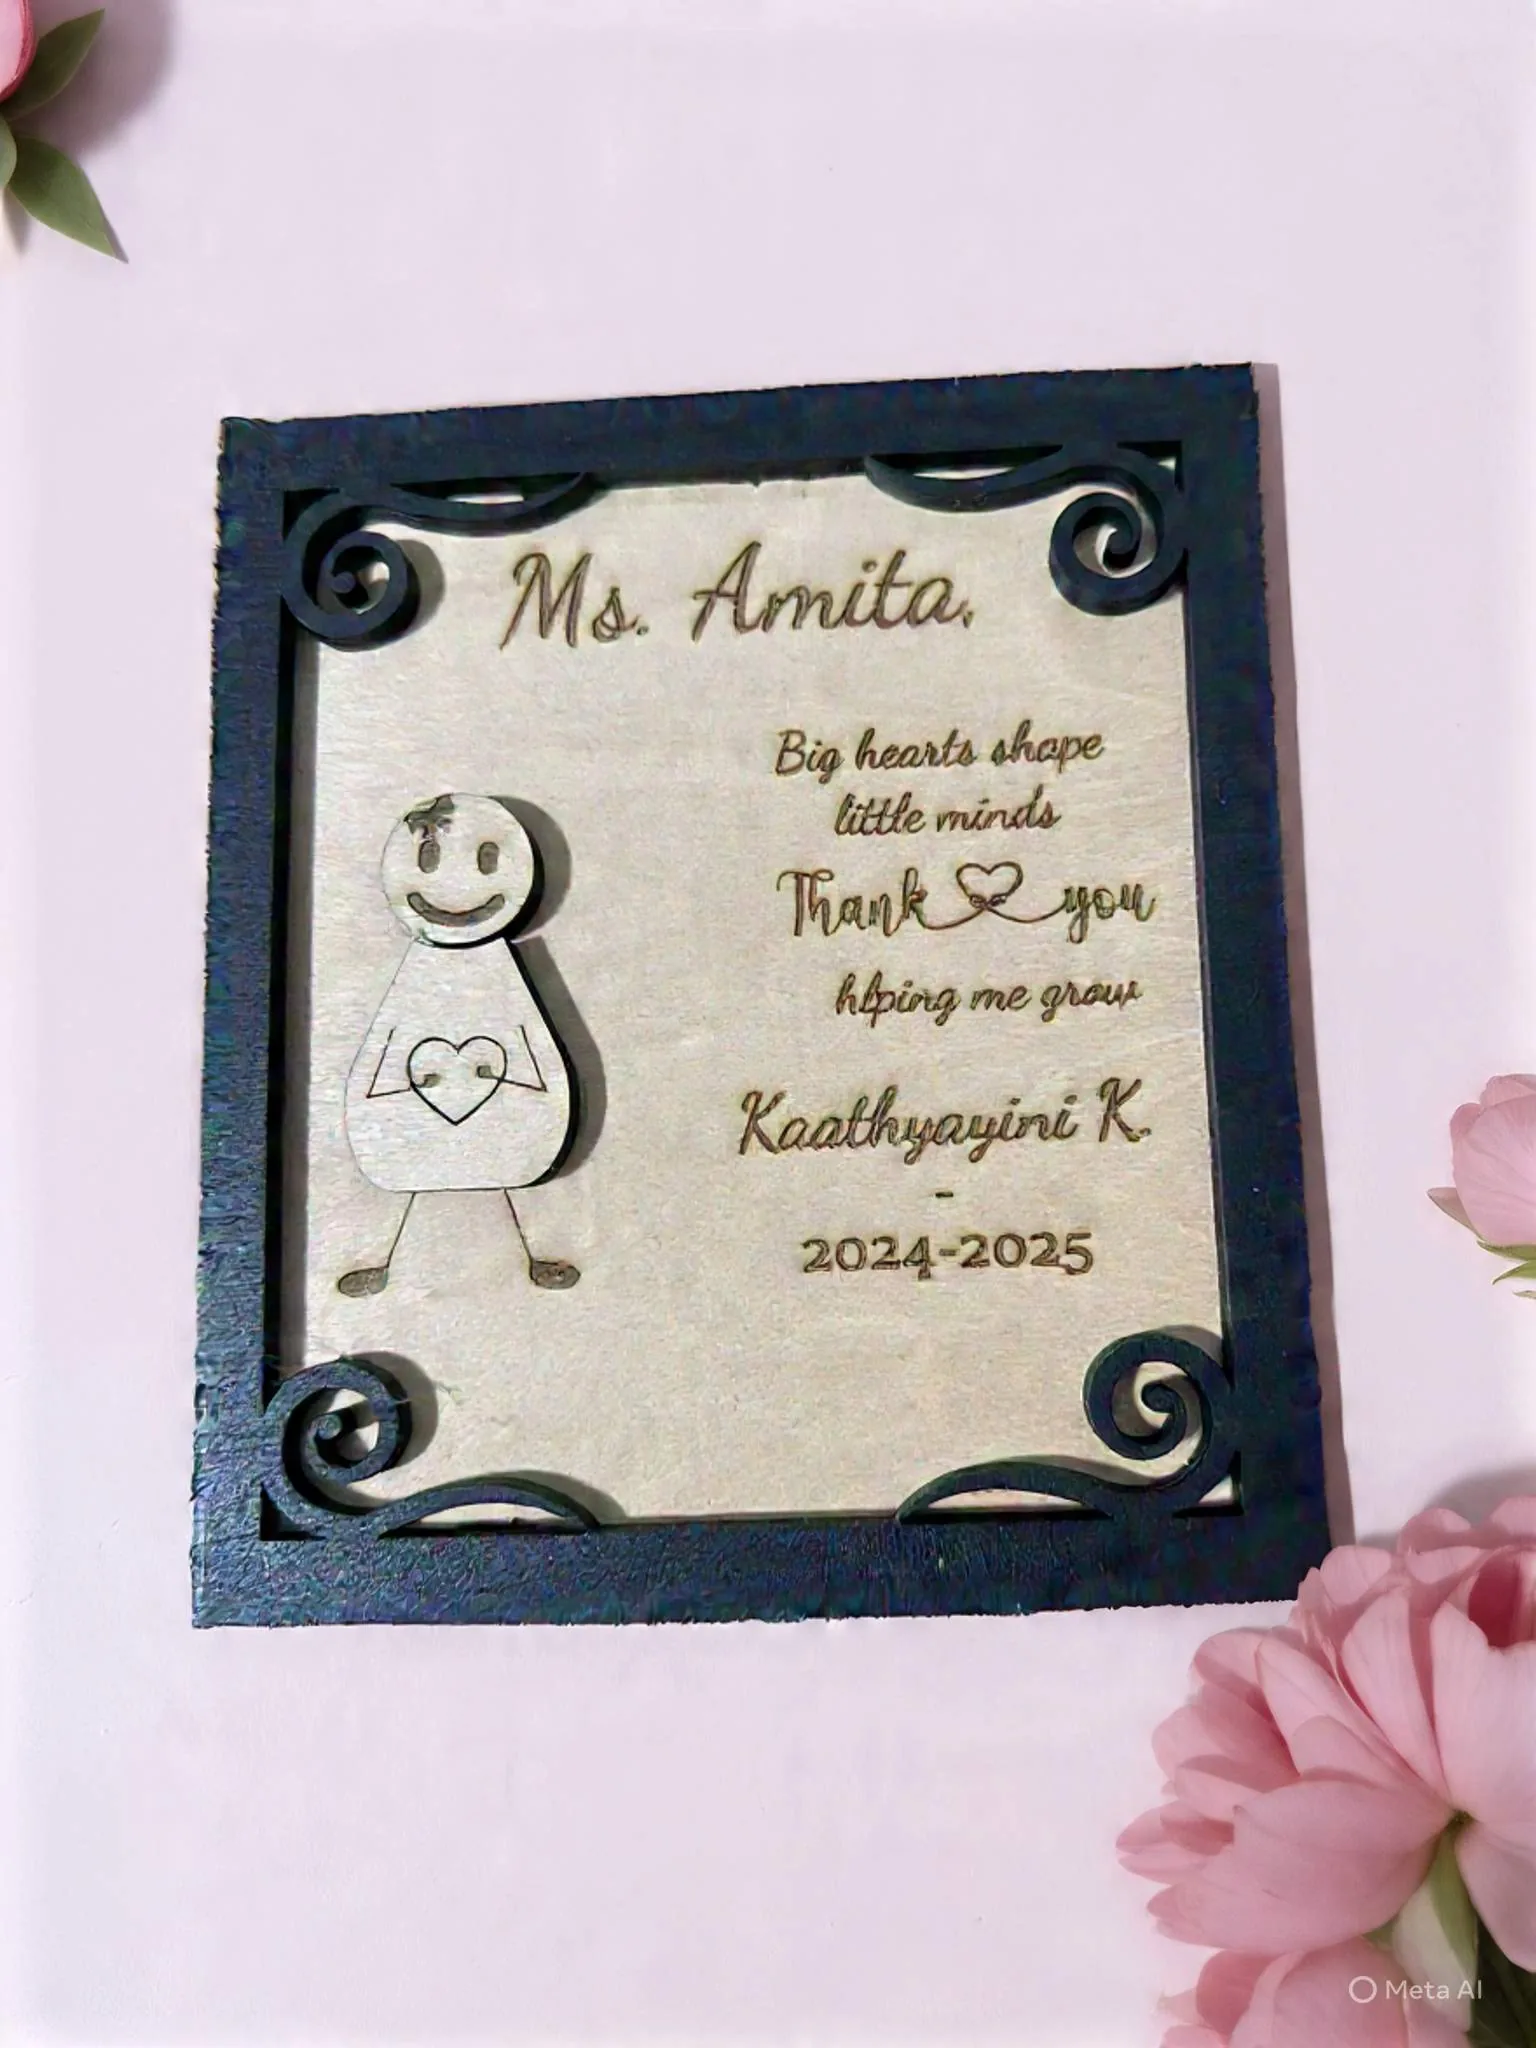 Ms. Amita,
Big hearts shape
little minds
Thank you
hlping me grow
Kaathyayini K.
-
2024-2025
Meta AI